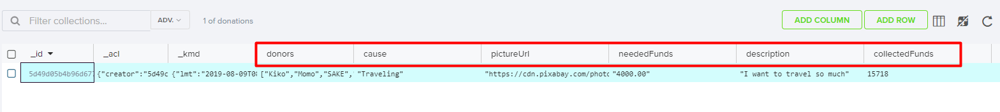 Filter collections... ADV. 1 of donations ADD COLUMN ADD ROW
_id _acl _kmd donors cause pictureUrl neededFunds description collectedFunds
5d49d05b4b96d67 {"creator":"5d49c {"lmt":"2019-08-09T08 ["Kiko","Momo","SAKE", "Traveling" "https://cdn.pixabay.com/photo "4000.00" "I want to travel so much" 15718